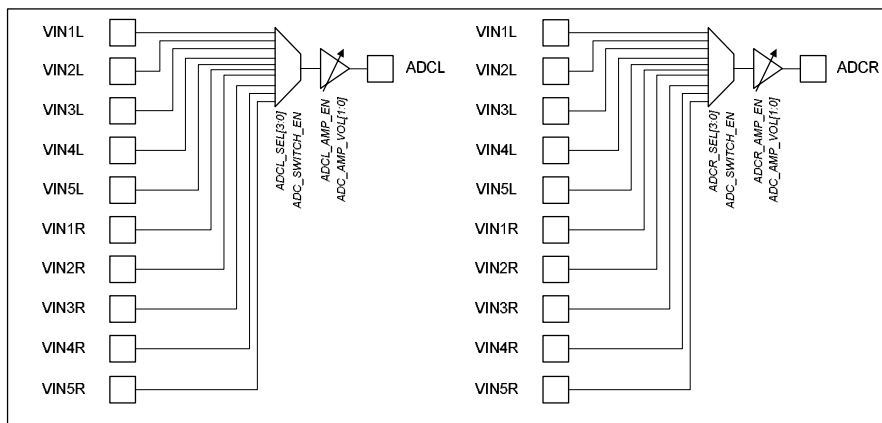 VIN1L
VIN2L
VIN3L
VIN4L
VIN5L
VIN1R
VIN2R
VIN3R
VIN4R
VIN5R
ADCL_SEL[3:0]
ADC_SWITCH_EN
ADCL_AMP_EN
ADC_AMP_VOL[1:0]
ADCL
VIN1L
VIN2L
VIN3L
VIN4L
VIN5L
VIN1R
VIN2R
VIN3R
VIN4R
VIN5R
ADCR_SEL[3:0]
ADC_SWITCH_EN
ADCR_AMP_EN
ADC_AMP_VOL[1:0]
ADCR